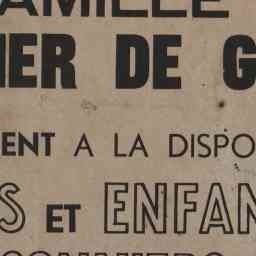 AMILLE
IER DE G
ENT A LA DISPO
S ET ENFAN